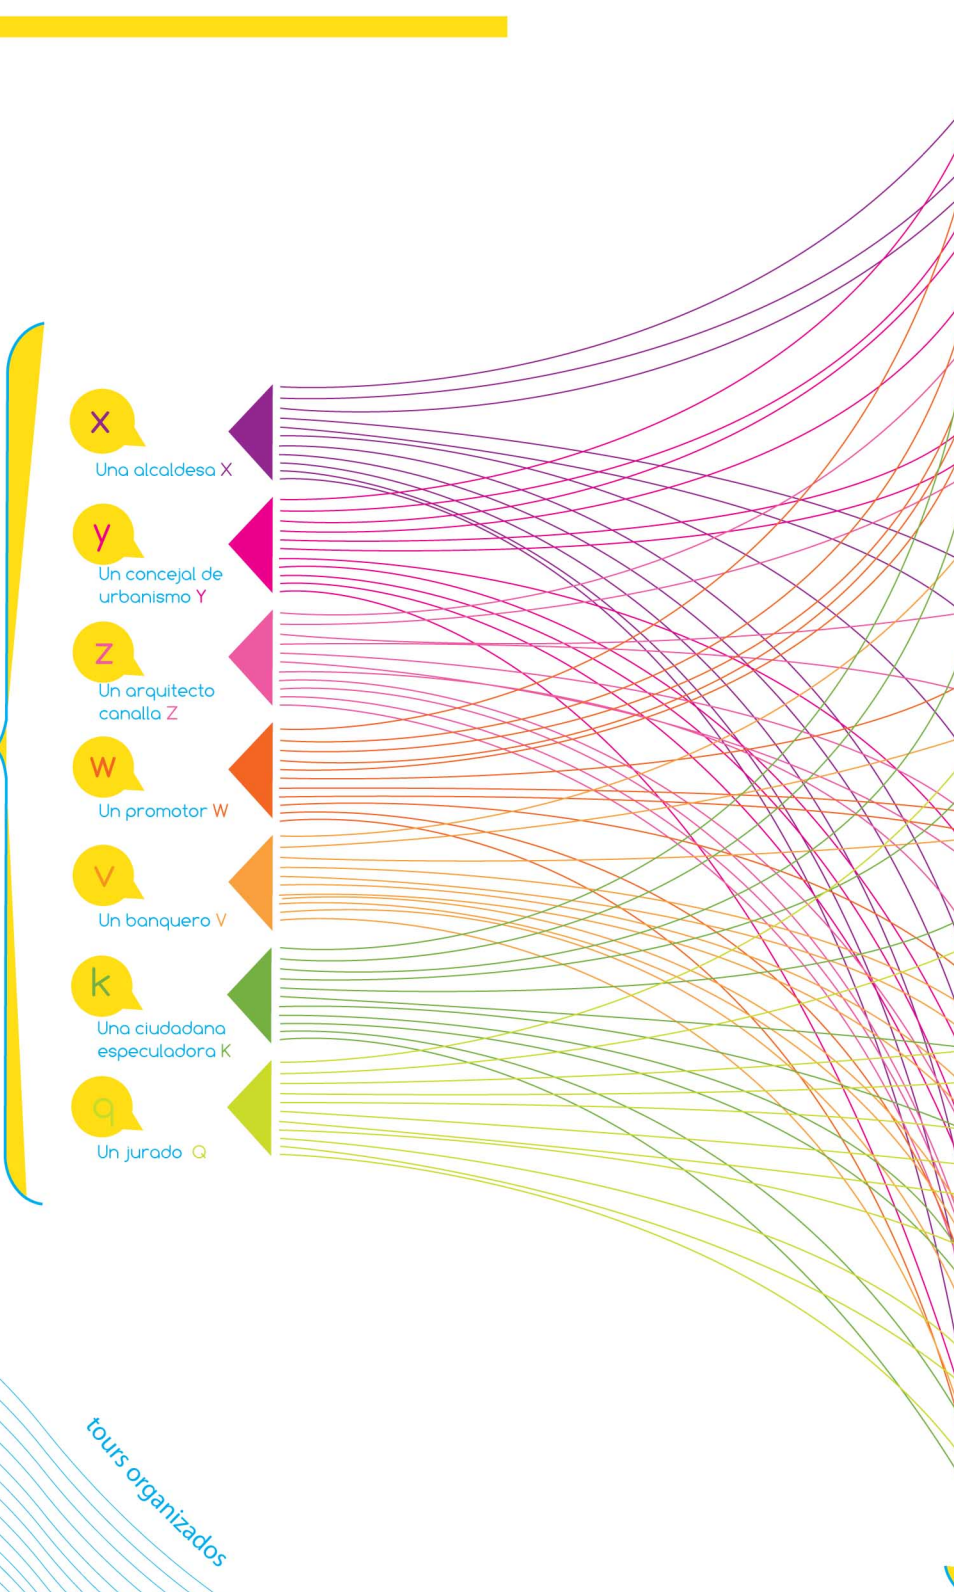 x
Una alcaldesa X
y
Un concejal de
urbanismo Y
z
Un arquitecto
canalla Z
w
Un promotor W
v
Un banquero V
k
Una ciudadana
especuladora K
q
Un jurado Q
tours organizados